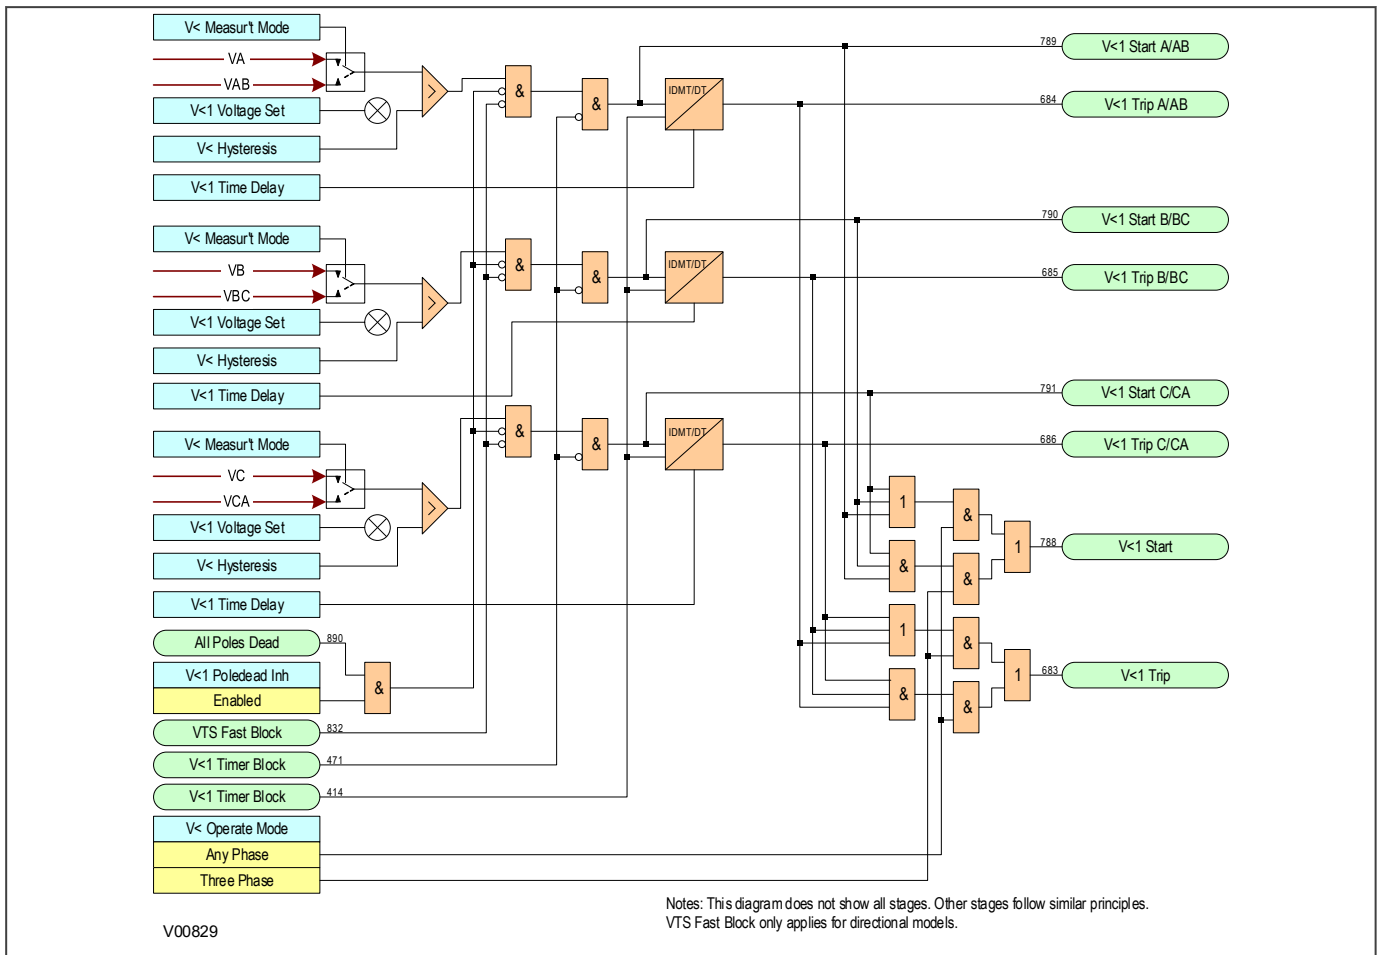 V< Measur't Mode
VA
VAB
V<1 Voltage Set
V< Hysteresis
V<1 Time Delay
>
&
&
IDMT/DT
789
V<1 Start A/AB
684
V<1 Trip A/AB
V< Measur't Mode
VB
VBC
V<1 Voltage Set
V< Hysteresis
V<1 Time Delay
>
&
&
IDMT/DT
790
V<1 Start B/BC
685
V<1 Trip B/BC
V< Measur't Mode
VC
VCA
V<1 Voltage Set
V< Hysteresis
V<1 Time Delay
>
&
&
IDMT/DT
791
V<1 Start C/CA
686
V<1 Trip C/CA
1
&
&
&
1
788
V<1 Start
1
&
&
&
1
683
V<1 Trip
All Poles Dead
890
V<1 Poledead Inh
Enabled
&
VTS Fast Block
832
V<1 Timer Block
471
V<1 Timer Block
414
V< Operate Mode
Any Phase
Three Phase
Notes: This diagram does not show all stages. Other stages follow similar principles.
VTS Fast Block only applies for directional models.
V00829